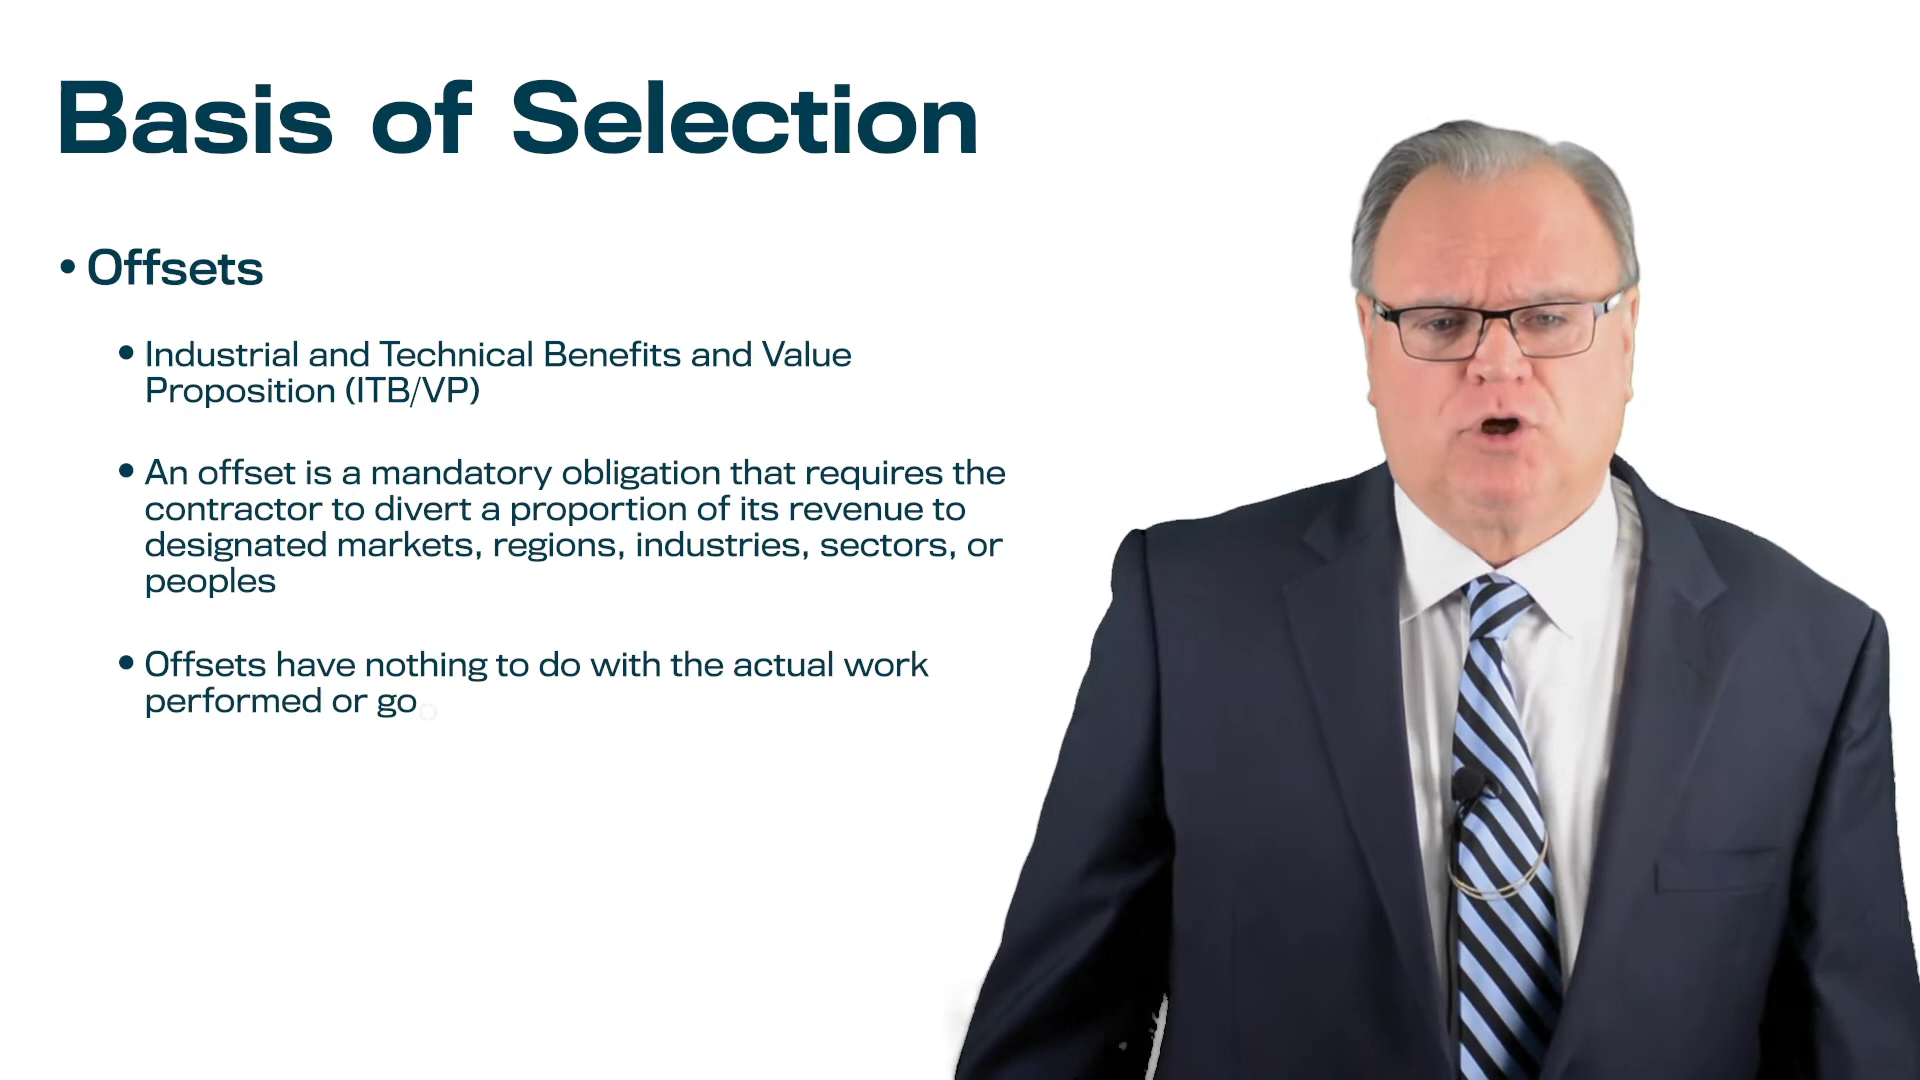 Basis of Selection
• Offsets
• Industrial and Technical Benefits and Value
Proposition (ITB/VP)
• An offset is a mandatory obligation that requires the
contractor to divert a proportion of its revenue to
designated markets, regions, industries, sectors, or
peoples
• Offsets have nothing to do with the actual work
performed or go